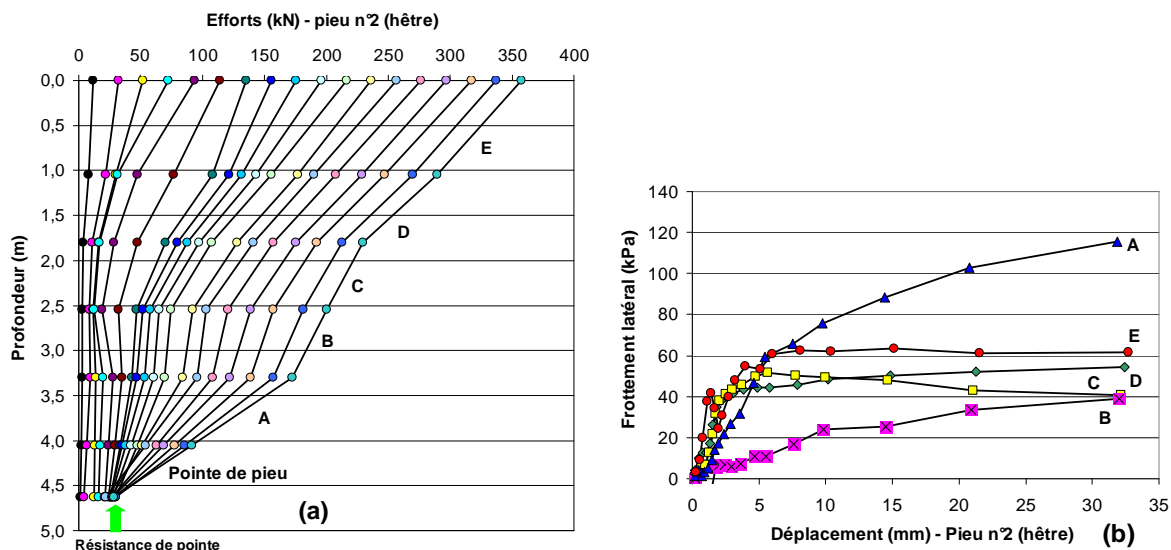 Efforts (kN) - pieu n°2 (hêtre)
0 50 100 150 200 250 300 350 400
Profondeur (m)
0,0
0,5
1,0
1,5
2,0
2,5
3,0
3,5
4,0
4,5
5,0
E
D
C
B
A
Pointe de pieu
(a)
Résistance de pointe
Frottement latéral (kPa)
140
120
100
80
60
40
20
0
A
E
C D
B
0 5 10 15 20 25 30 35
Déplacement (mm) - Pieu n°2 (hêtre)
(b)